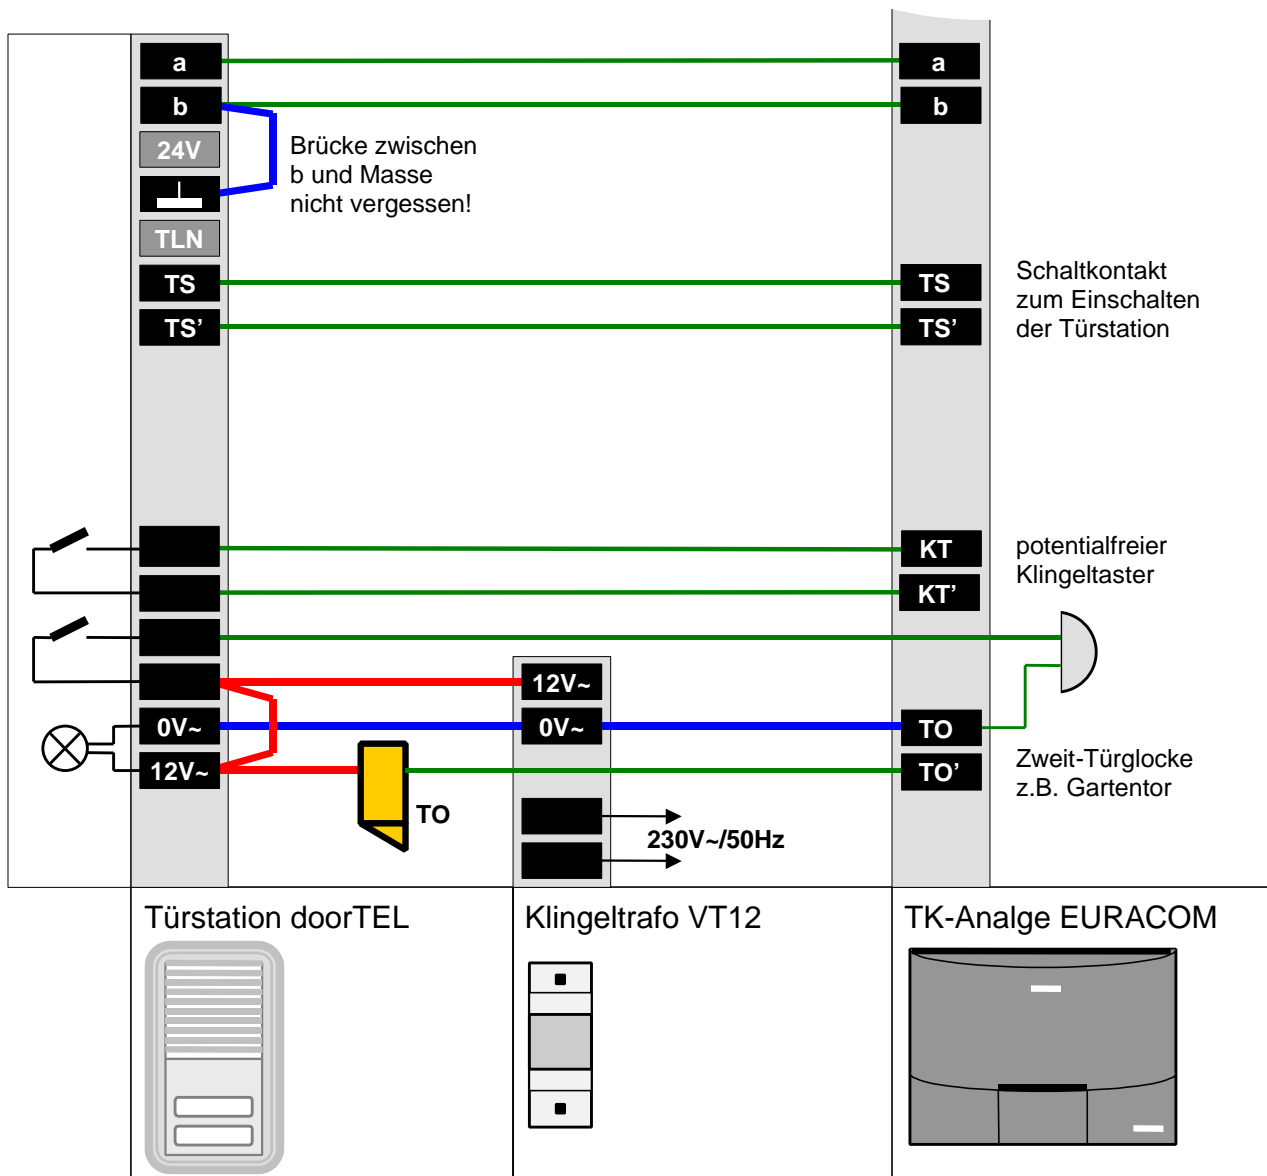 a
a
b
b
24V
Brücke zwischen
b und Masse
nicht vergessen!
TLN
TS
TS
TS’
TS’
Schaltkontakt
zum Einschalten
der Türstation
KT
KT’
potentialfreier
Klingeltaster
12V~
0V~
0V~
TO
12V~
TO’
TO
Zweit-Türglocke
z.B. Gartentor
230V~/50Hz
Türstation doorTEL
Klingeltrafo VT12
TK-Analge EURACOM